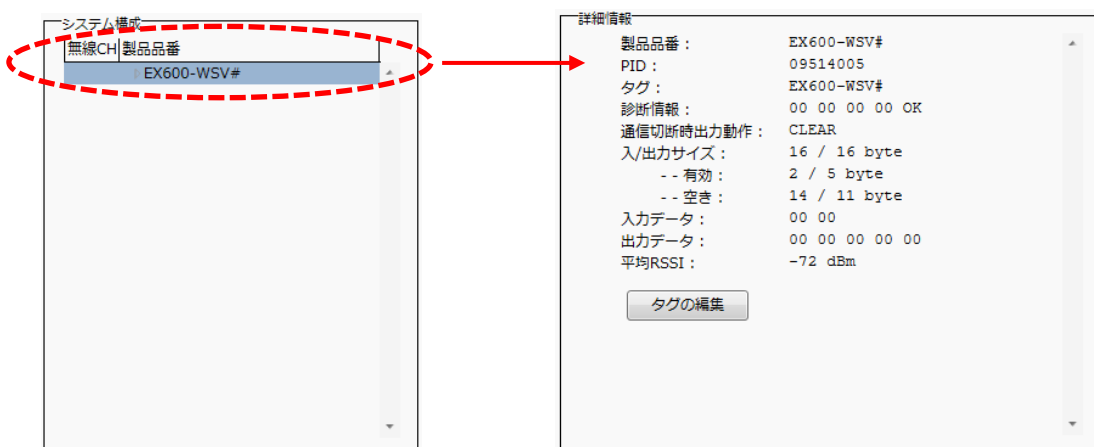 システム構成
無線CH 製品品番
EX600-WSV#
詳細情報
製品品番： EX600-WSV#
PID： 09514005
タグ： EX600-WSV#
診断情報： 00 00 00 00 OK
通信切断時出力動作： CLEAR
入/出力サイズ： 16 / 16 byte
--有効： 2 / 5 byte
--空き： 14 / 11 byte
入力データ： 00 00
出力データ： 00 00 00 00 00
平均RSSI： -72 dBm
タグの編集